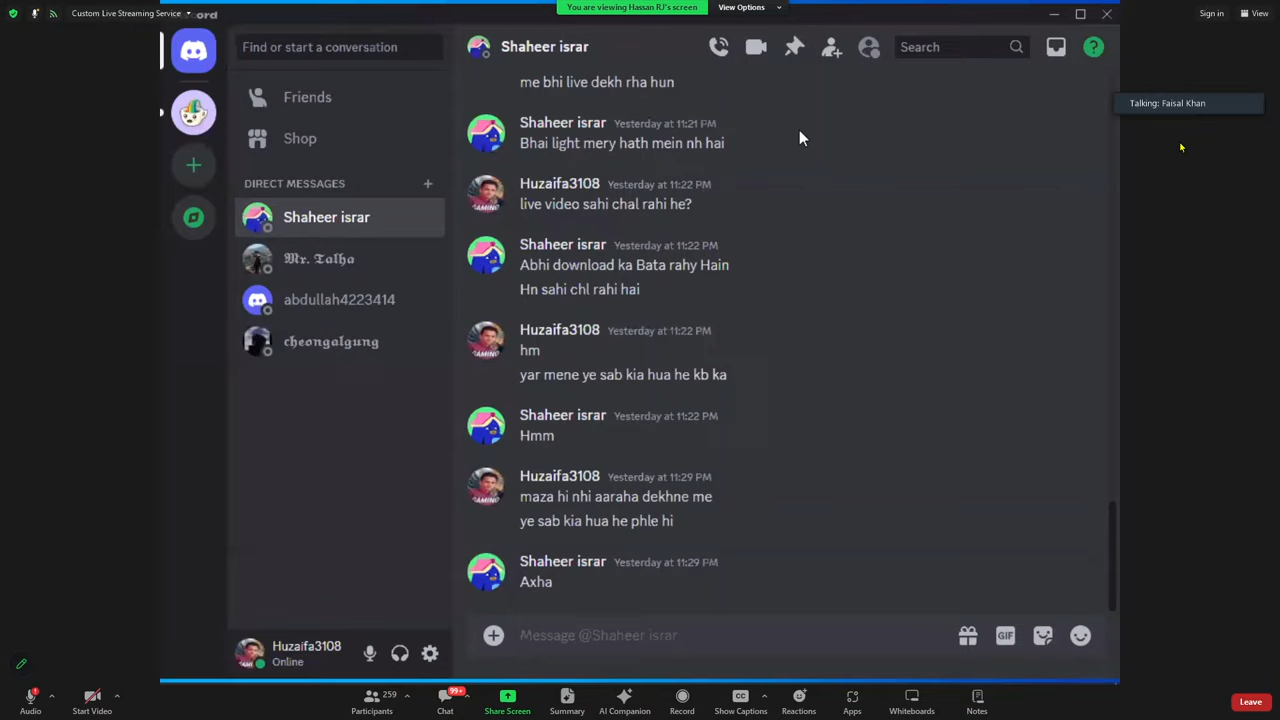 Custom Live Streaming Service
cord
You are viewing Hassan RJ's screen
View Options
Sign in
View
Find or start a conversation
Shaheer israr
Search
Talking: Faisal Khan
Friends
Shop
DIRECT MESSAGES
Shaheer israr
Mr. Talha
abdullah4223414
cheongalgung
me bhi live dekh rha hun
Shaheer israr Yesterday at 11:21 PM
Bhai light mery hath mein nh hai
Huzaifa3108 Yesterday at 11:22 PM
live video sahi chal rahi he?
Shaheer israr Yesterday at 11:22 PM
Abhi download ka Bata rahy Hain
Hn sahi chl rahi hai
Huzaifa3108 Yesterday at 11:22 PM
hm
yar mene ye sab kia hua he kb ka
Shaheer israr Yesterday at 11:22 PM
Hmm
Huzaifa3108 Yesterday at 11:29 PM
maza hi nhi aaraha dekhne me
ye sab kia hua he phle hi
Shaheer israr Yesterday at 11:29 PM
Axha
Message @Shaheer israr
GIF
Huzaifa3108
Online
Audio
Start Video
259
Participants
99+
Chat
Share Screen
Summary
AI Companion
Record
CC
Show Captions
Reactions
Apps
Whiteboards
Notes
Leave